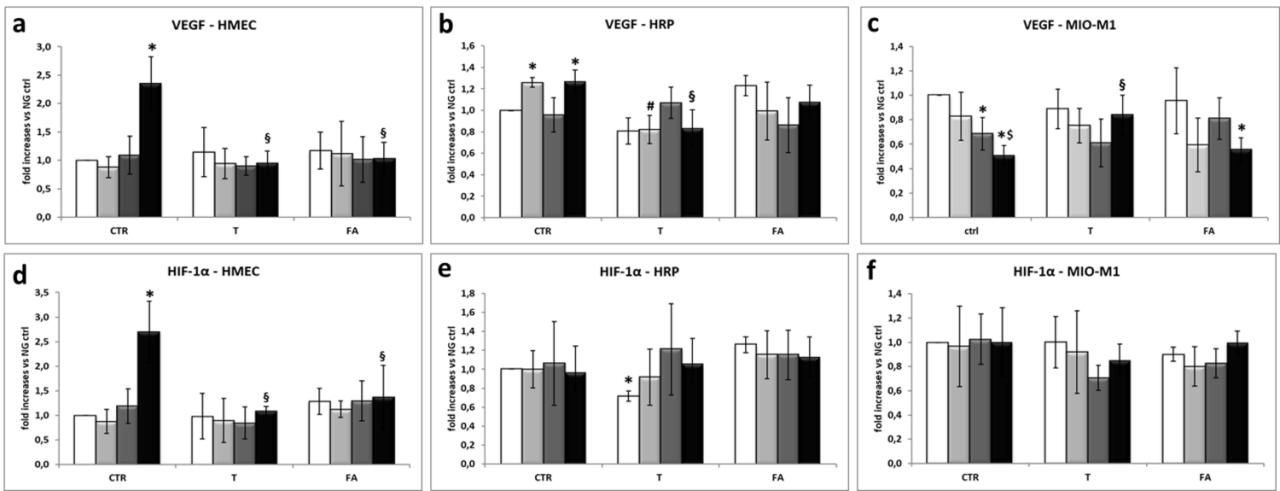 a
VEGF - HMEC
fold increases vs NG ctrl
3,0
2,5
2,0
1,5
1,0
0,5
0,0
*
§
§
CTR T FA
b
VEGF - HRP
fold increases vs NG ctrl
1,6
1,4
1,2
1,0
0,8
0,6
0,4
0,2
0,0
* *
# §
CTR T FA
c
VEGF - MIO-M1
fold increases vs NG ctrl
1,4
1,2
1,0
0,8
0,6
0,4
0,2
0,0
*
*$
§
*
ctrl T FA
d
HIF-1α - HMEC
fold increases vs NG ctrl
3,5
3,0
2,5
2,0
1,5
1,0
0,5
0,0
*
§
§
CTR T FA
e
HIF-1α - HRP
fold increases vs NG ctrl
1,8
1,6
1,4
1,2
1,0
0,8
0,6
0,4
0,2
0,0
*
CTR T FA
f
HIF-1α - MIO-M1
fold increases vs NG ctrl
1,4
1,2
1,0
0,8
0,6
0,4
0,2
0,0
CTR T FA